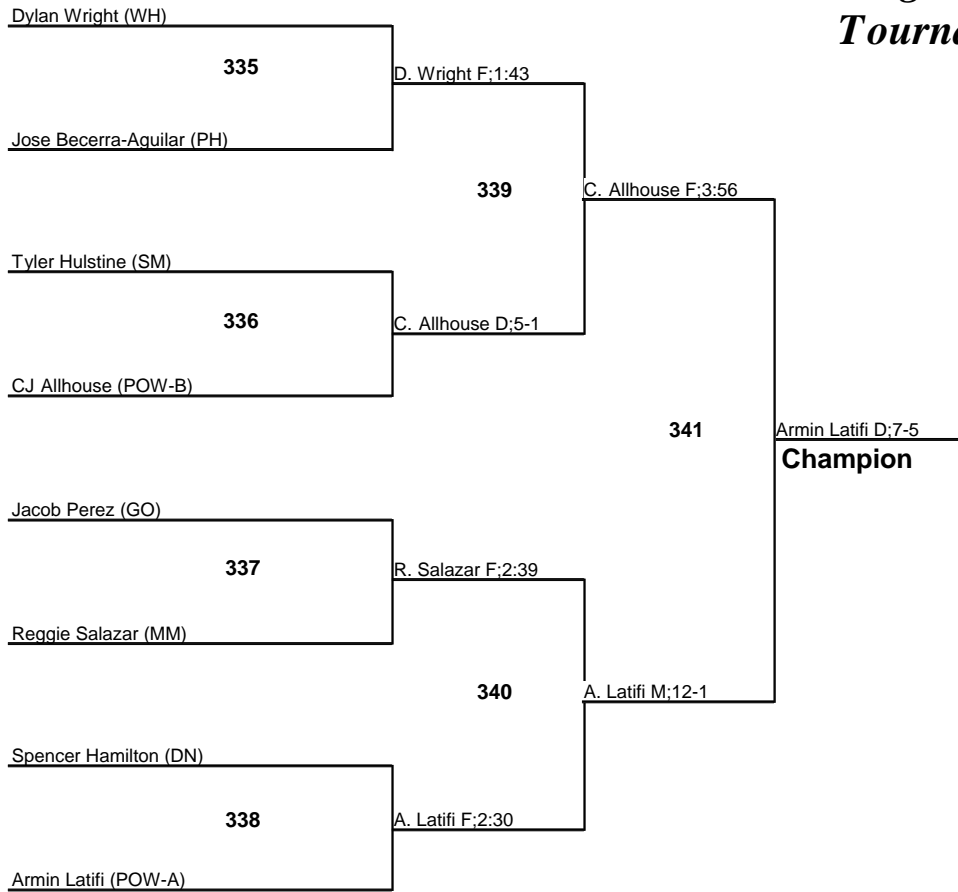 Tourna
Dylan Wright (WH)
335
D. Wright F;1:43
Jose Becerra-Aguilar (PH)
339
C. Allhouse F;3:56
Tyler Hulstine (SM)
336
C. Allhouse D;5-1
CJ Allhouse (POW-B)
341
Armin Latifi D;7-5
Champion
Jacob Perez (GO)
337
R. Salazar F;2:39
Reggie Salazar (MM)
340
A. Latifi M;12-1
Spencer Hamilton (DN)
338
A. Latifi F;2:30
Armin Latifi (POW-A)